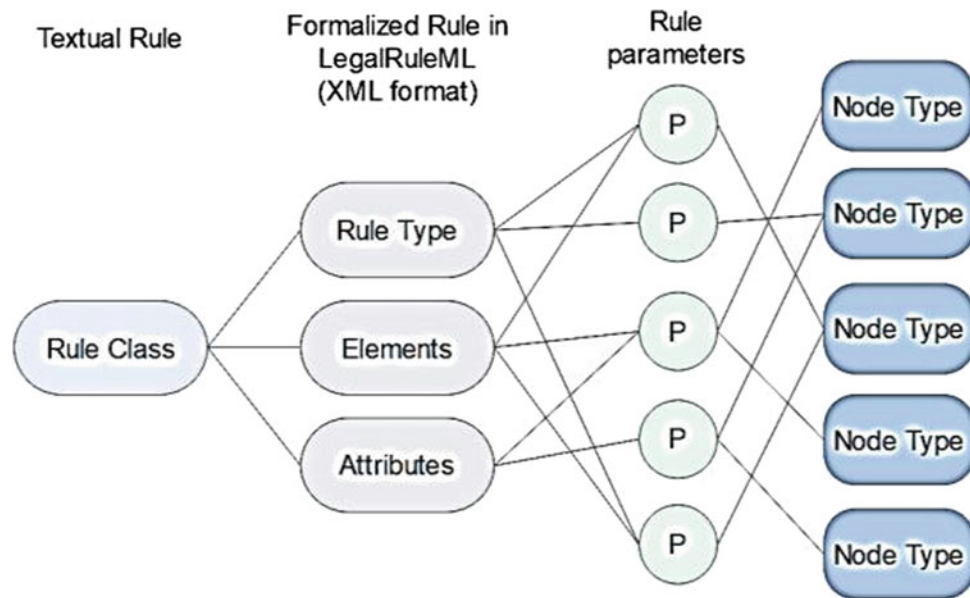 Textual Rule
Formalized Rule in
LegalRuleML
(XML format)
Rule
parameters
Rule Class
Rule Type
Elements
Attributes
P
P
P
P
P
Node Type
Node Type
Node Type
Node Type
Node Type